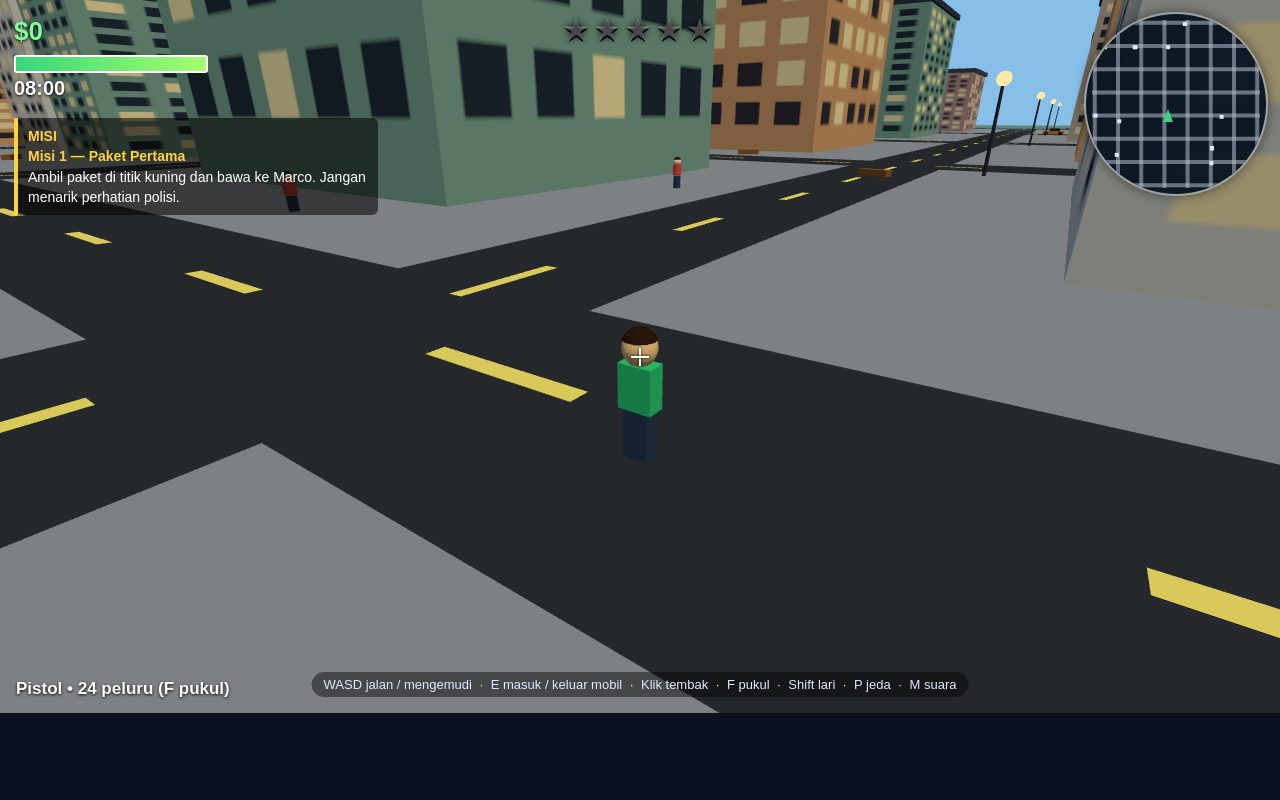 $0
08:00
MISI
Misi 1 — Paket Pertama
Ambil paket di titik kuning dan bawa ke Marco. Jangan
menarik perhatian polisi.
Pistol • 24 peluru (F pukul)
WASD jalan / mengemudi · E masuk / keluar mobil · Klik tembak · F pukul · Shift lari · P jeda · M suara